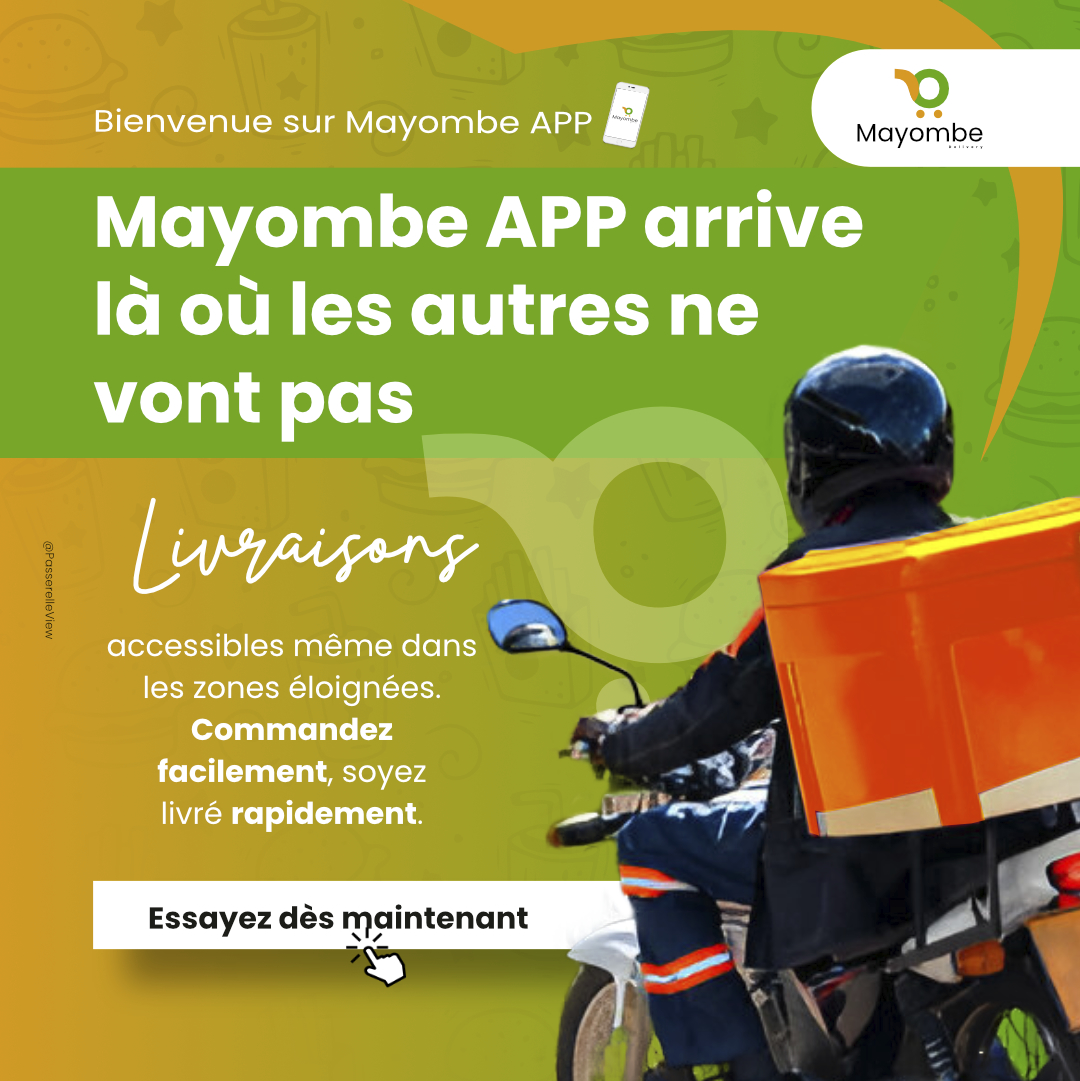 Bienvenue sur Mayombe APP
Mayombe
Mayombe
Delivery
Mayombe APP arrive
là où les autres ne
vont pas
Livraisons
@PasserelleView
accessibles même dans
les zones éloignées.
Commandez
facilement, soyez
livré rapidement.
Essayez dès maintenant